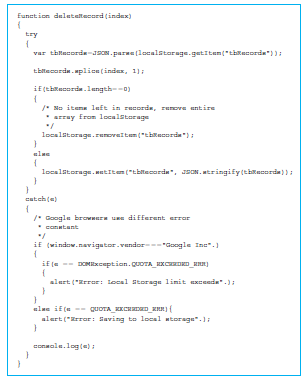 function deleteRecord(index)
{
try
{
var tbRecords=JSON.parse(localStorage.getItem("tbRecords"));
tbRecords.splice(index, 1);
if(tbRecords.length==0)
{
/* No items left in records, remove entire
* array from localStorage
*/
localStorage.removeItem("tbRecords");
}
else
{
localStorage.setItem("tbRecords", JSON.stringify(tbRecords));
}
}
catch(e)
{
/* Google browsers use different error
* constant
*/
if (window.navigator.vendor==="Google Inc".)
{
if(e == DOMException.QUOTA_EXCEEDED_ERR)
{
alert("Error: Local Storage limit exceeds".);
}
}
else if(e == QUOTA_EXCEEDED_ERR){
alert("Error: Saving to local storage".);
}
console.log(e);
}
}